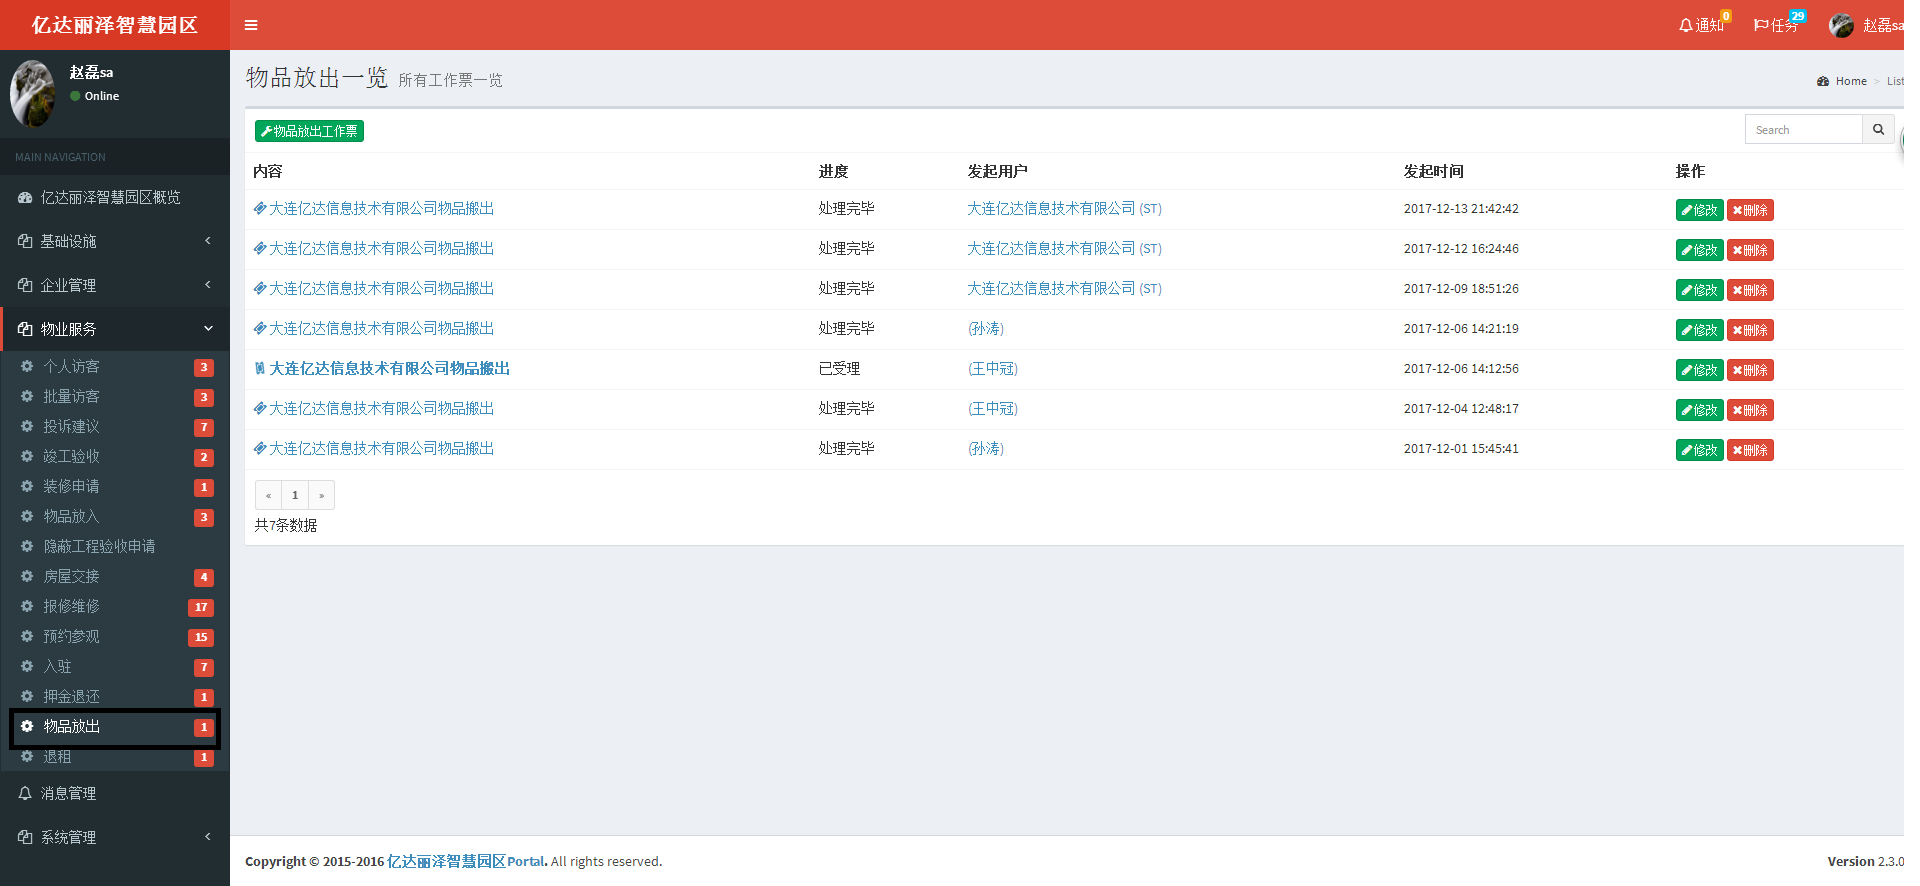 亿达丽泽智慧园区
通知 0
任务 29
赵磊sa
赵磊sa
Online
MAIN NAVIGATION
亿达丽泽智慧园区概览
基础设施
企业管理
物业服务
个人访客 3
批量访客 3
投诉建议 7
竣工验收 2
装修申请 1
物品放入 3
隐蔽工程验收申请
房屋交接 4
报修维修 17
预约参观 15
入驻 7
押金退还 1
物品放出 1
退租 1
消息管理
系统管理
物品放出一览 所有工作票一览
Home > List
物品放出工作票
Search
内容 进度 发起用户 发起时间 操作
大连亿达信息技术有限公司物品搬出 处理完毕 大连亿达信息技术有限公司 (ST) 2017-12-13 21:42:42 修改 删除
大连亿达信息技术有限公司物品搬出 处理完毕 大连亿达信息技术有限公司 (ST) 2017-12-12 16:24:46 修改 删除
大连亿达信息技术有限公司物品搬出 处理完毕 大连亿达信息技术有限公司 (ST) 2017-12-09 18:51:26 修改 删除
大连亿达信息技术有限公司物品搬出 处理完毕 (孙涛) 2017-12-06 14:21:19 修改 删除
大连亿达信息技术有限公司物品搬出 已受理 (王中冠) 2017-12-06 14:12:56 修改 删除
大连亿达信息技术有限公司物品搬出 处理完毕 (王中冠) 2017-12-04 12:48:17 修改 删除
大连亿达信息技术有限公司物品搬出 处理完毕 (孙涛) 2017-12-01 15:45:41 修改 删除
« 1 »
共7条数据
Copyright © 2015-2016 亿达丽泽智慧园区Portal. All rights reserved.
Version 2.3.0